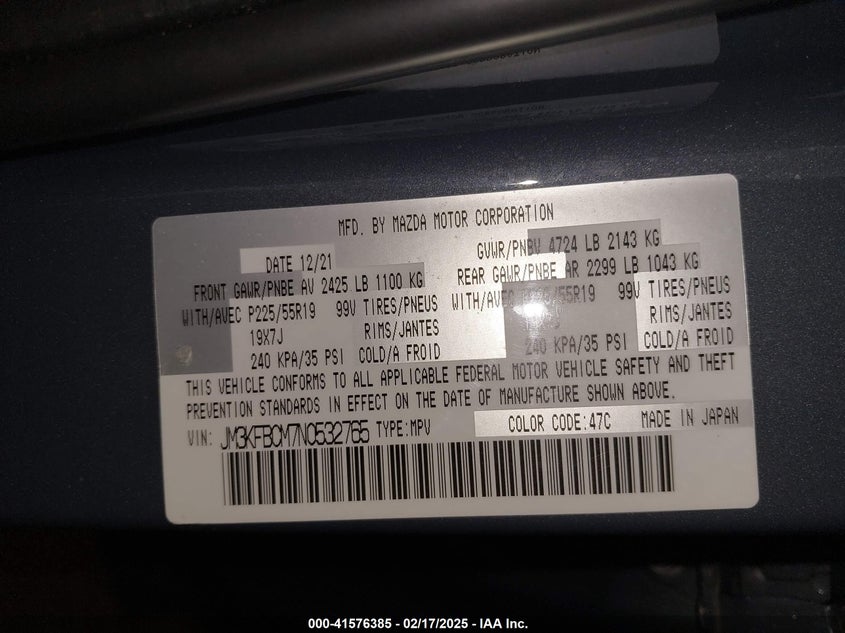 MFD. BY MAZDA MOTOR CORPORATION
DATE 12/21
GVWR/PNBV 4724 LB 2143 KG
FRONT GAWR/PNBE AV 2425 LB 1100 KG
REAR GAWR/PNBE AR 2299 LB 1043 KG
WITH/AVEC P225/55R19 99V TIRES/PNEUS
WITH/AVEC P225/55R19 99V TIRES/PNEUS
19X7J RIMS/JANTES
RIMS/JANTES
240 KPA/35 PSI COLD/A FROID
240 KPA/35 PSI COLD/A FROID
THIS VEHICLE CONFORMS TO ALL APPLICABLE FEDERAL MOTOR VEHICLE SAFETY AND THEFT
PREVENTION STANDARDS IN EFFECT ON THE DATE OF MANUFACTURE SHOWN ABOVE.
VIN: JM3KFBCM7N0532765 TYPE:MPV COLOR CODE:47C MADE IN JAPAN
000-41576385 - 02/17/2025 - IAA Inc.